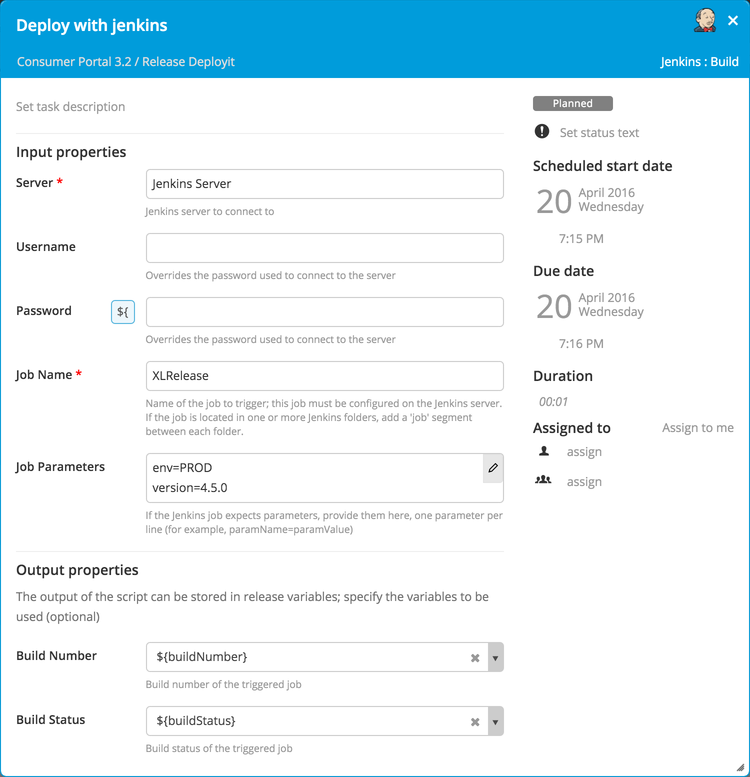 Deploy with jenkins
Consumer Portal 3.2 / Release Deployit
Jenkins : Build
Set task description
Input properties
Server *
Jenkins Server
Jenkins server to connect to
Username
Overrides the password used to connect to the server
Password
${
Overrides the password used to connect to the server
Job Name *
XLRelease
Name of the job to trigger; this job must be configured on the Jenkins server.
If the job is located in one or more Jenkins folders, add a 'job' segment
between each folder.
Job Parameters
env=PROD
version=4.5.0
If the Jenkins job expects parameters, provide them here, one parameter per
line (for example, paramName=paramValue)
Output properties
The output of the script can be stored in release variables; specify the variables to be
used (optional)
Build Number
${buildNumber}
Build number of the triggered job
Build Status
${buildStatus}
Build status of the triggered job
Planned
Set status text
Scheduled start date
20
April 2016
Wednesday
7:15 PM
Due date
20
April 2016
Wednesday
7:16 PM
Duration
00:01
Assigned to
Assign to me
assign
assign